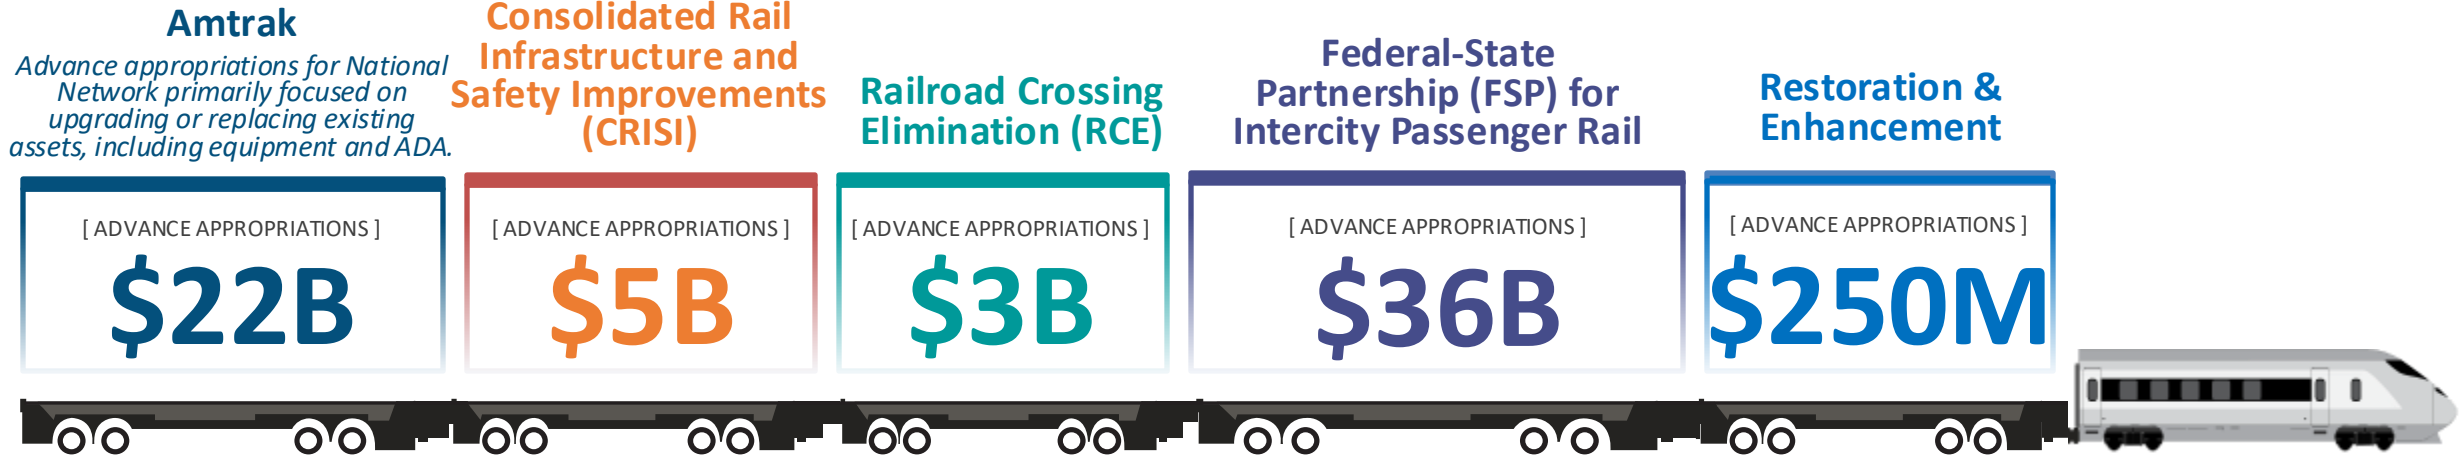 Amtrak
Advance appropriations for National
Network primarily focused on
upgrading or replacing existing
assets, including equipment and ADA.
[ ADVANCE APPROPRIATIONS ]
$22B
Consolidated Rail
Infrastructure and
Safety Improvements
(CRISI)
[ ADVANCE APPROPRIATIONS ]
$5B
Railroad Crossing
Elimination (RCE)
[ ADVANCE APPROPRIATIONS ]
$3B
Federal-State
Partnership (FSP) for
Intercity Passenger Rail
[ ADVANCE APPROPRIATIONS ]
$36B
Restoration &
Enhancement
[ ADVANCE APPROPRIATIONS ]
$250M